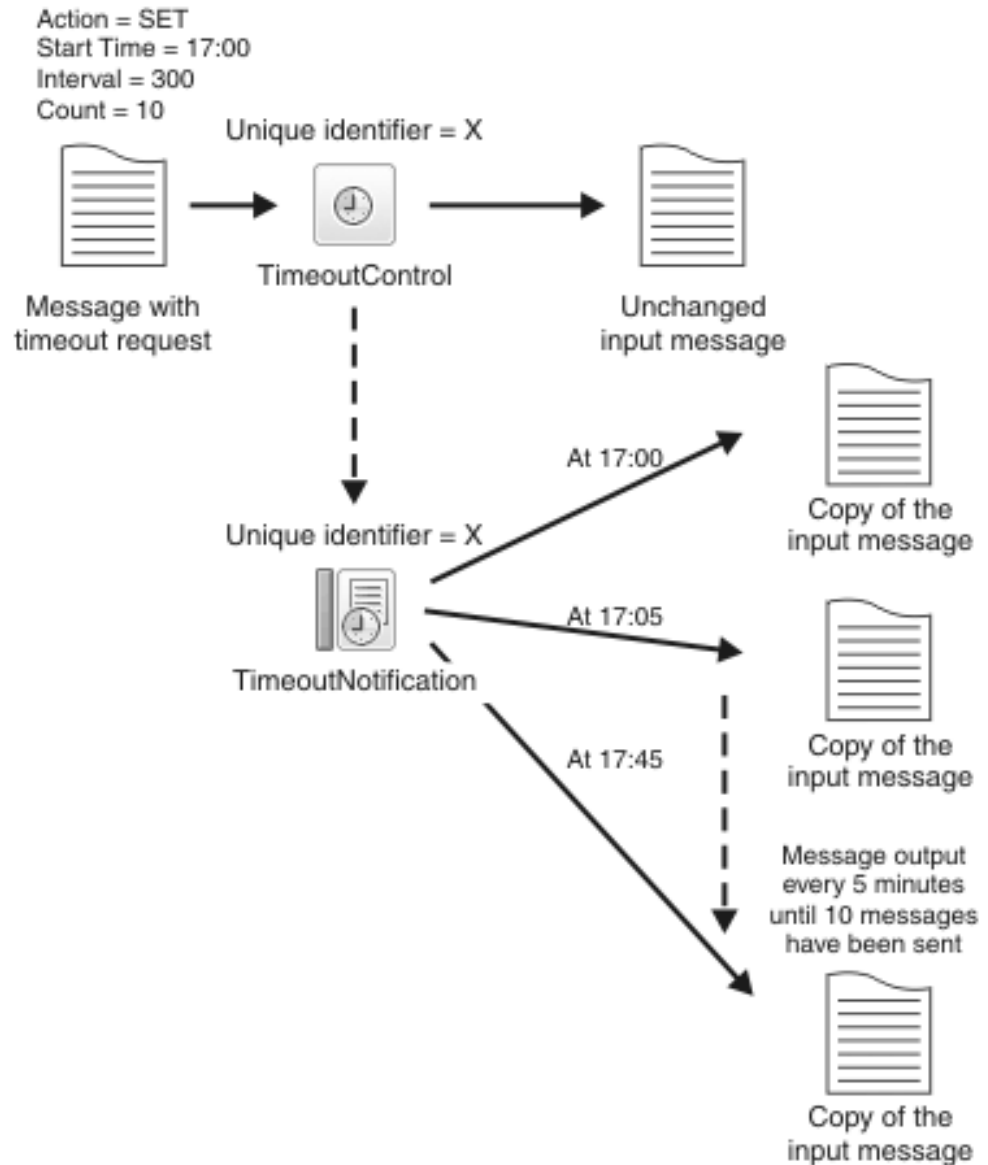 Action = SET
Start Time = 17:00
Interval = 300
Count = 10
Unique identifier = X
TimeoutControl
Message with
timeout request
Unchanged
input message
At 17:00
Copy of the
input message
Unique identifier = X
TimeoutNotification
At 17:05
Copy of the
input message
At 17:45
Message output
every 5 minutes
until 10 messages
have been sent
Copy of the
input message